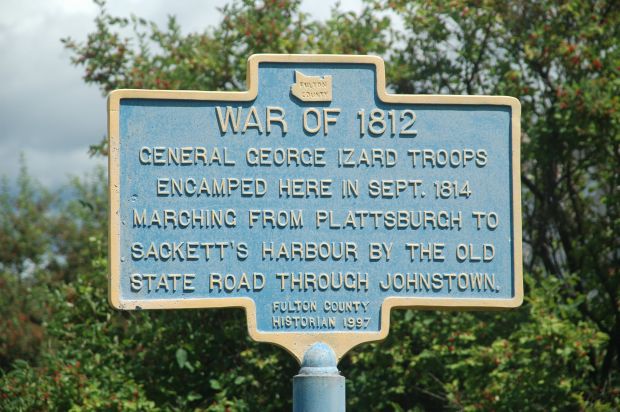 FULTON
COUNTY
WAR OF 1812
GENERAL GEORGE IZARD TROOPS
ENCAMPED HERE IN SEPT. 1814
MARCHING FROM PLATTSBURGH TO
SACKETT'S HARBOUR BY THE OLD
STATE ROAD THROUGH JOHNSTOWN.
FULTON COUNTY
HISTORIAN 1997